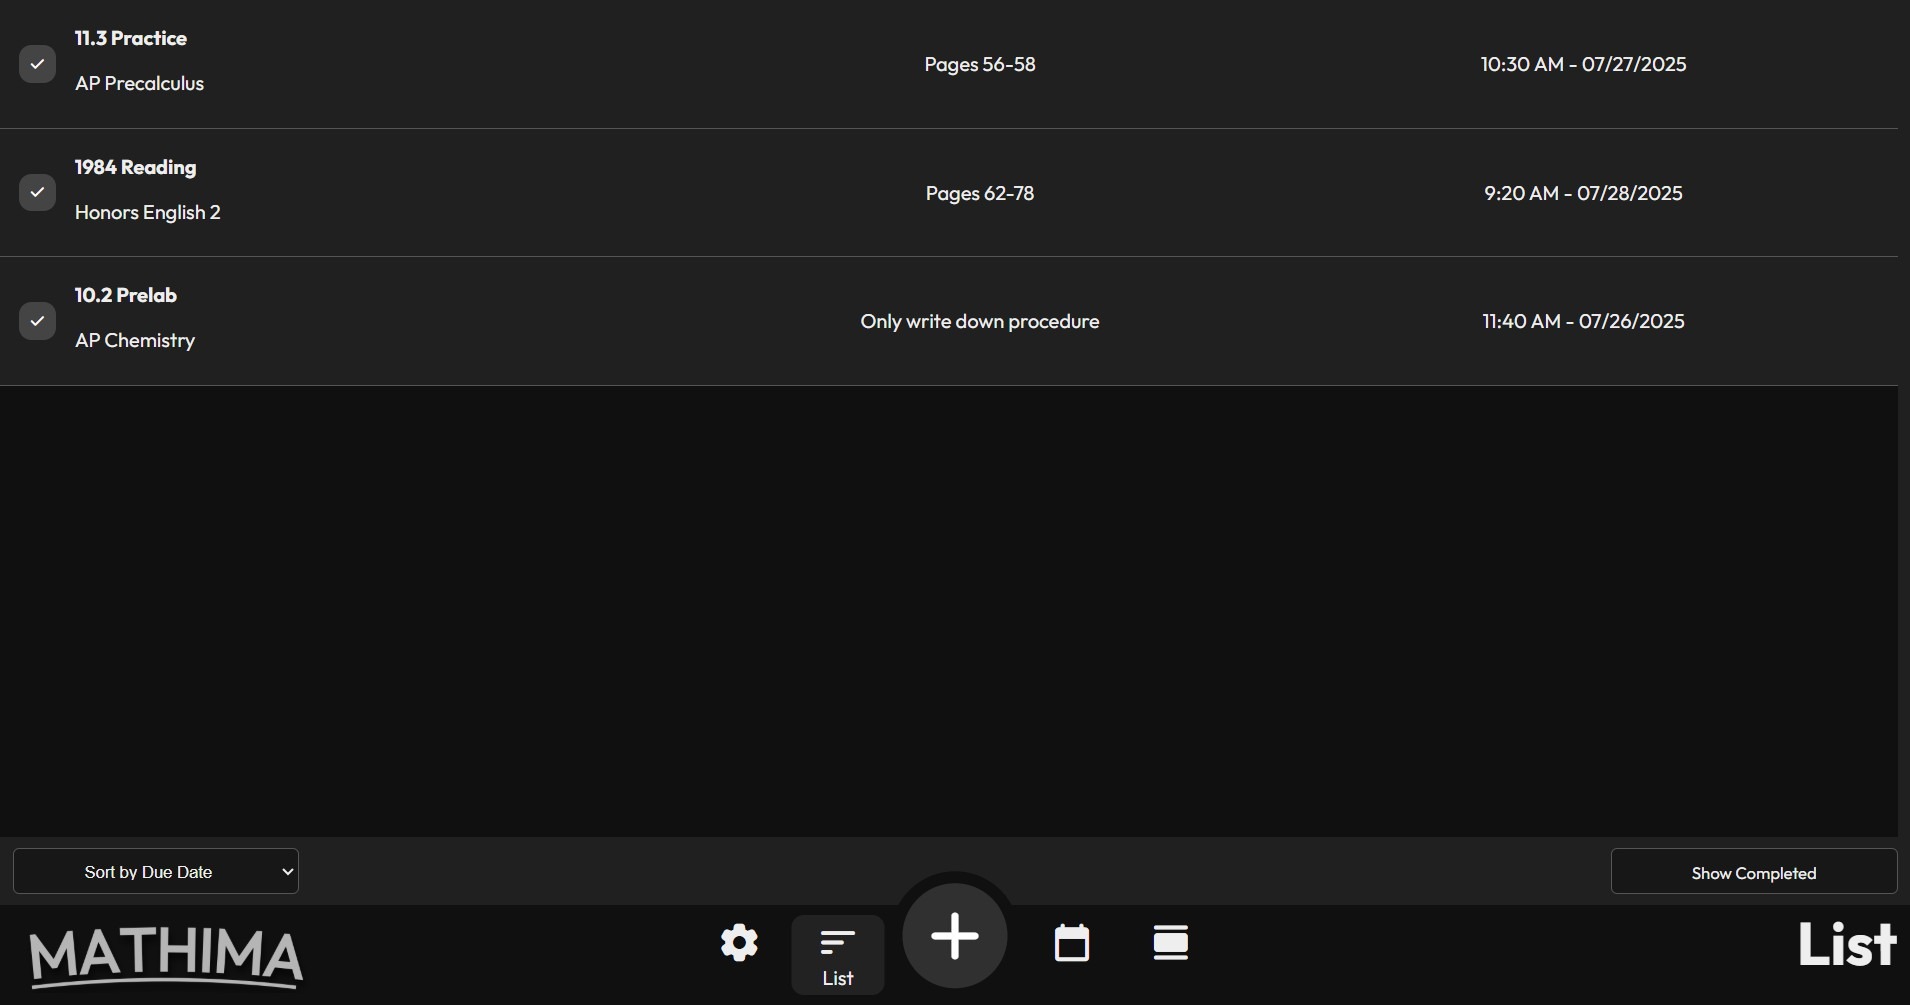 11.3 Practice
AP Precalculus
Pages 56-58
10:30 AM - 07/27/2025
1984 Reading
Honors English 2
Pages 62-78
9:20 AM - 07/28/2025
10.2 Prelab
AP Chemistry
Only write down procedure
11:40 AM - 07/26/2025
Sort by Due Date
Show Completed
MATHIMA
List
List